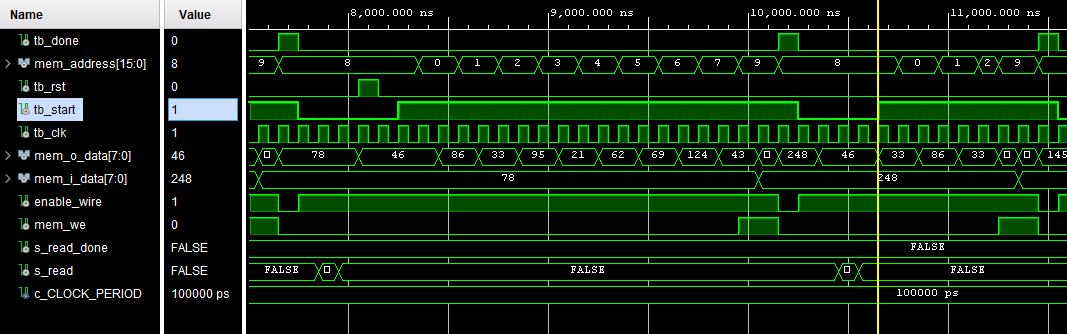 Name Value 8,000.000 ns 9,000.000 ns 10,000.000 ns 11,000.000 ns
tb_done 0
mem_address[15:0] 8 9 8 0 1 2 3 4 5 6 7 9 8 0 1 2 9
tb_rst 0
tb_start 1
tb_clk 1
mem_o_data[7:0] 46 78 46 86 33 95 21 62 69 124 43 248 46 33 86 33 145
mem_i_data[7:0] 248 78 248
enable_wire 1
mem_we 0
s_read_done FALSE FALSE
s_read FALSE FALSE FALSE FALSE
c_CLOCK_PERIOD 100000 ps 100000 ps